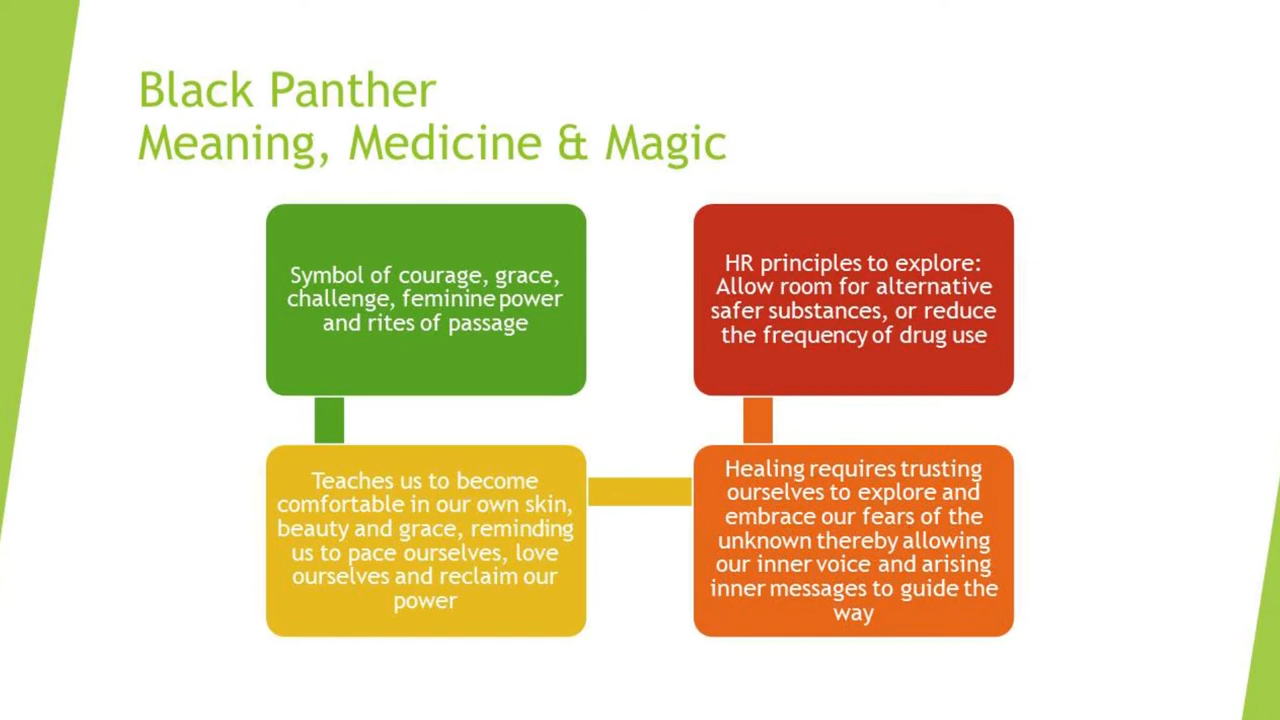 Black Panther
Meaning, Medicine & Magic
Symbol of courage, grace,
challenge, feminine power
and rites of passage
Teaches us to become
comfortable in our own skin,
beauty and grace, reminding
us to pace ourselves, love
ourselves and reclaim our
power
Healing requires trusting
ourselves to explore and
embrace our fears of the
unknown thereby allowing
our inner voice and arising
inner messages to guide the
way
HR principles to explore:
Allow room for alternative
safer substances, or reduce
the frequency of drug use